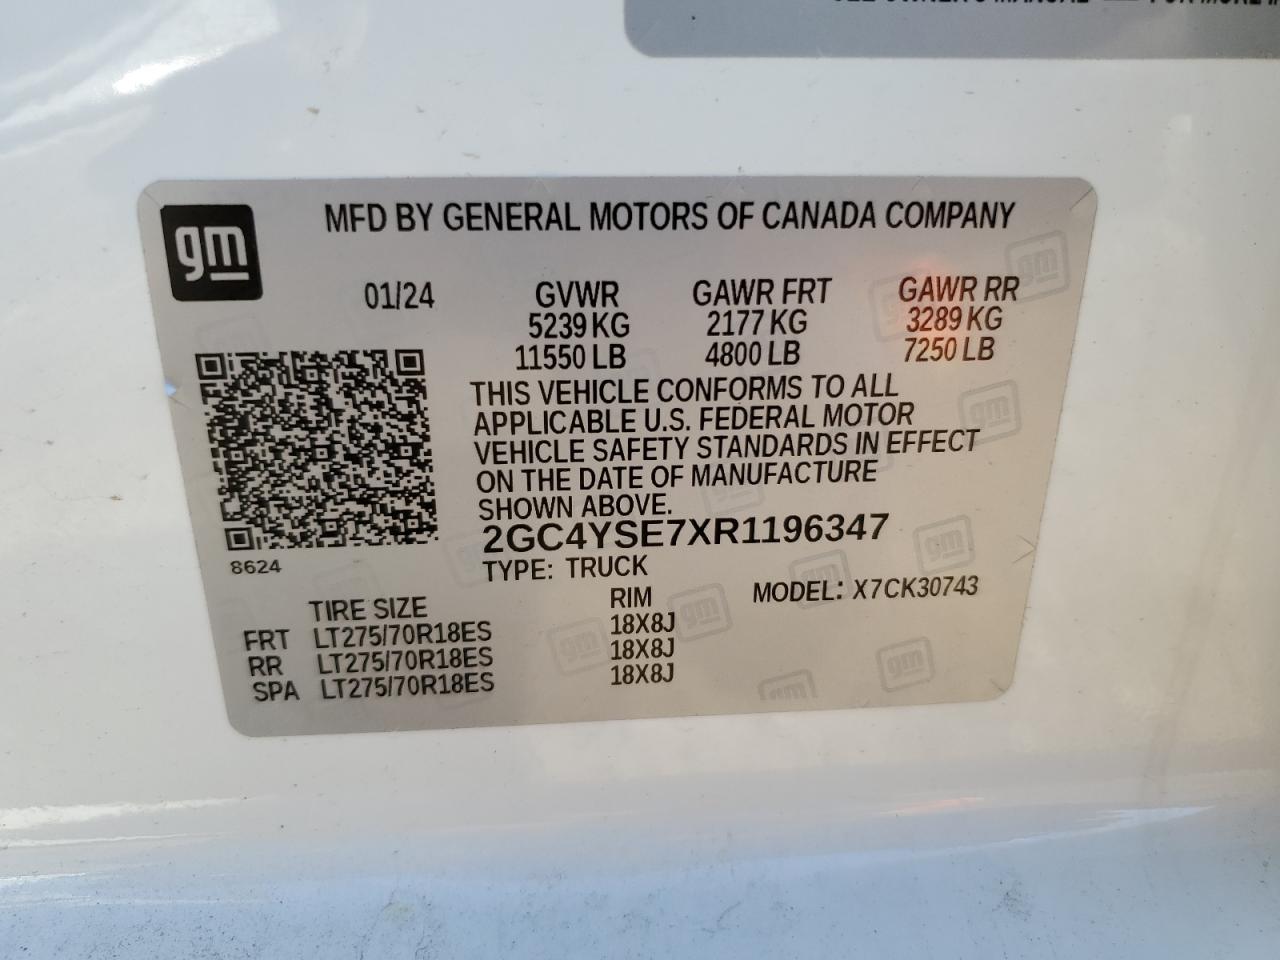 MFD BY GENERAL MOTORS OF CANADA COMPANY
gm
01/24 GVWR GAWR FRT GAWR RR
5239 KG 2177 KG 3289 KG
11550 LB 4800 LB 7250 LB
THIS VEHICLE CONFORMS TO ALL
APPLICABLE U.S. FEDERAL MOTOR
VEHICLE SAFETY STANDARDS IN EFFECT
ON THE DATE OF MANUFACTURE
SHOWN ABOVE.
2GC4YSE7XR1196347
8624
TYPE: TRUCK
TIRE SIZE RIM MODEL: X7CK30743
FRT LT275/70R18ES 18X8J
RR LT275/70R18ES 18X8J
SPA LT275/70R18ES 18X8J